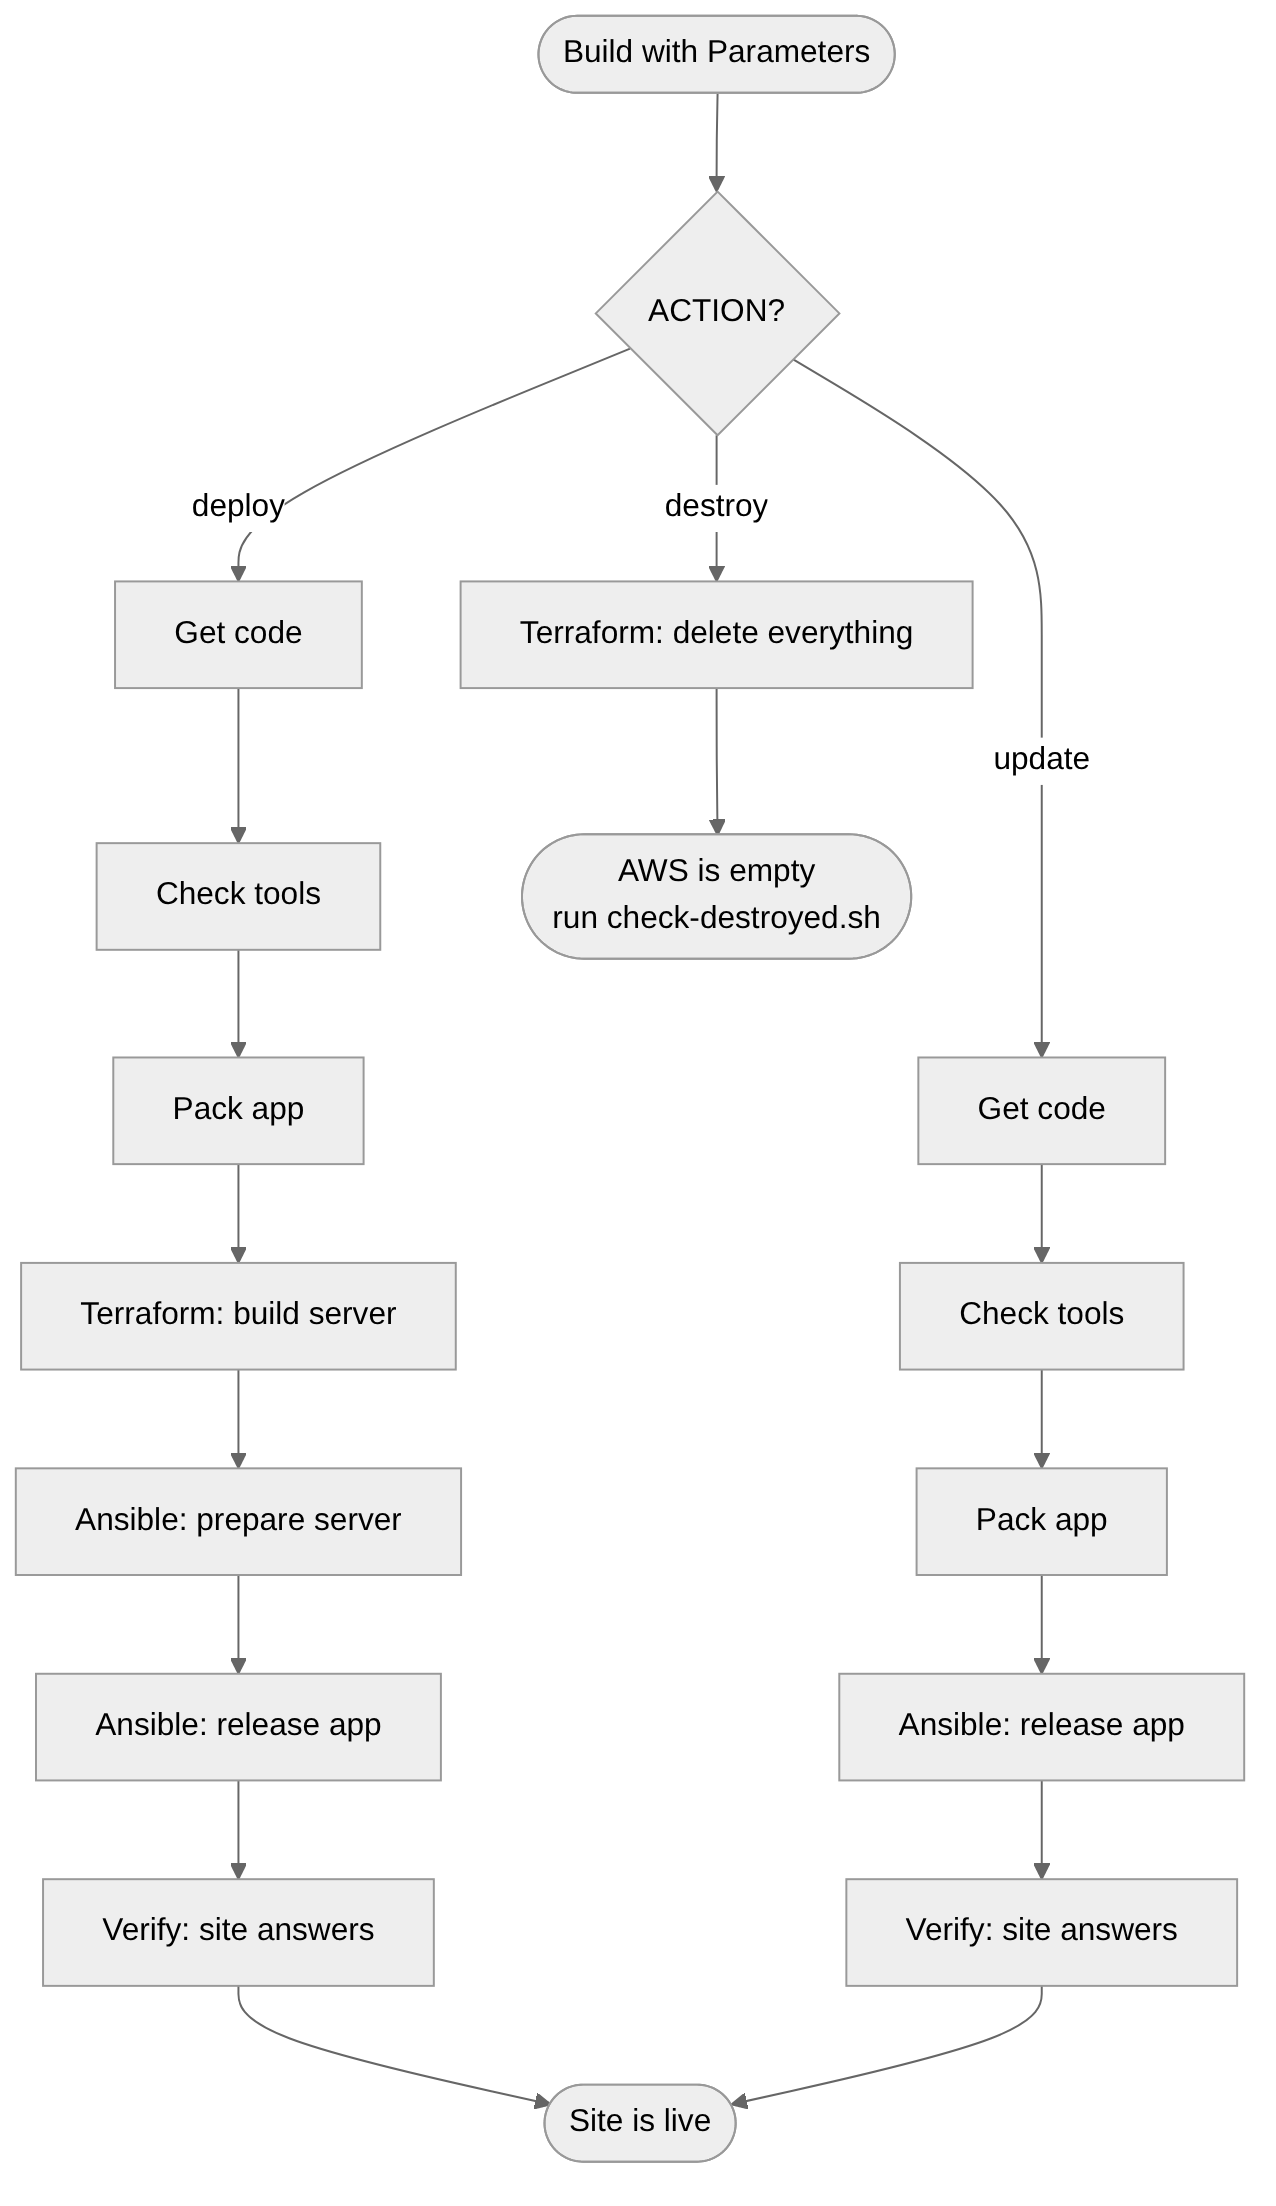 Build with Parameters
ACTION?
deploy
destroy
update
Get code
Terraform: delete everything
Check tools
AWS is empty
run check-destroyed.sh
Pack app
Get code
Terraform: build server
Check tools
Ansible: prepare server
Pack app
Ansible: release app
Ansible: release app
Verify: site answers
Verify: site answers
Site is live